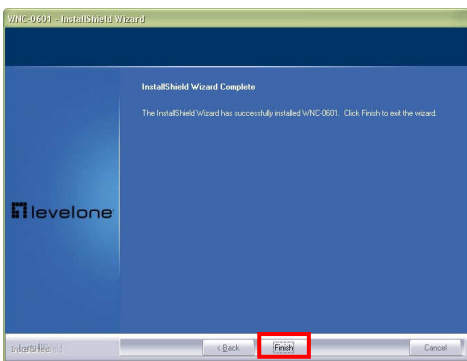 WNC-0601 - InstallShield Wizard
InstallShield Wizard Complete
The InstallShield Wizard has successfully installed WNC-0601. Click Finish to exit the wizard.
levelone
InstallShield
< Back
Finish
Cancel